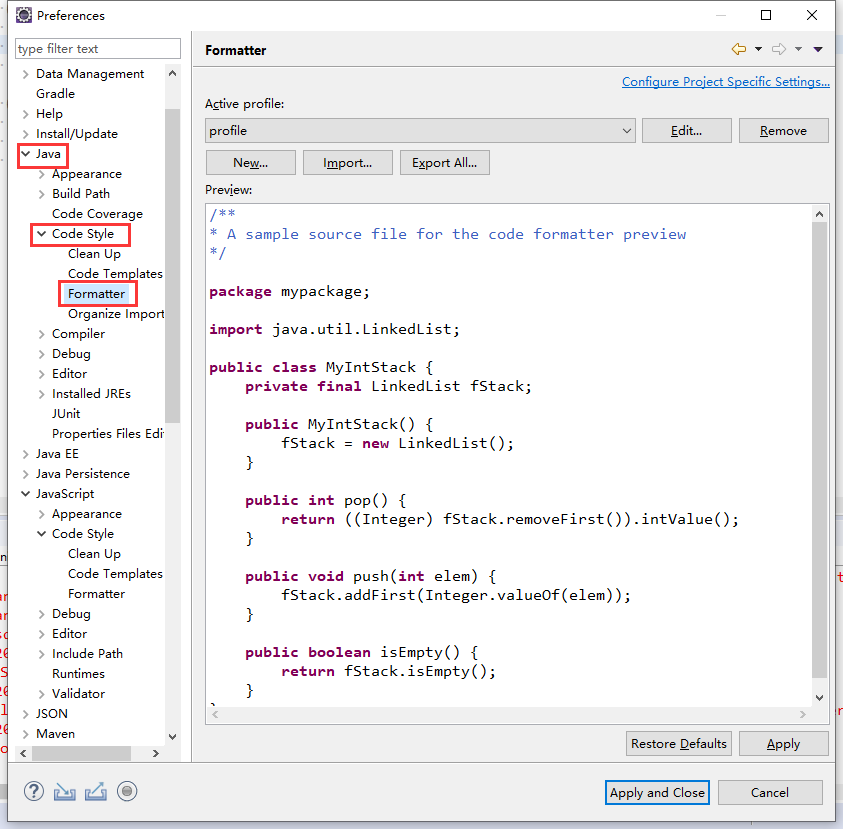 Preferences
type filter text
Data Management
Gradle
Help
Install/Update
Java
Appearance
Build Path
Code Coverage
Code Style
Clean Up
Code Templates
Formatter
Organize Import
Compiler
Debug
Editor
Installed JREs
JUnit
Properties Files Edi
Java EE
Java Persistence
JavaScript
Appearance
Code Style
Clean Up
Code Templates
Formatter
Debug
Editor
Include Path
Runtimes
Validator
JSON
Maven
Formatter
Configure Project Specific Settings...
Active profile:
profile
Edit...
Remove
New...
Import...
Export All...
Preview:
/**
* A sample source file for the code formatter preview
*/
package mypackage;
import java.util.LinkedList;
public class MyIntStack {
private final LinkedList fStack;
public MyIntStack() {
fStack = new LinkedList();
}
public int pop() {
return ((Integer) fStack.removeFirst()).intValue();
}
public void push(int elem) {
fStack.addFirst(Integer.valueOf(elem));
}
public boolean isEmpty() {
return fStack.isEmpty();
}
Restore Defaults
Apply
Apply and Close
Cancel